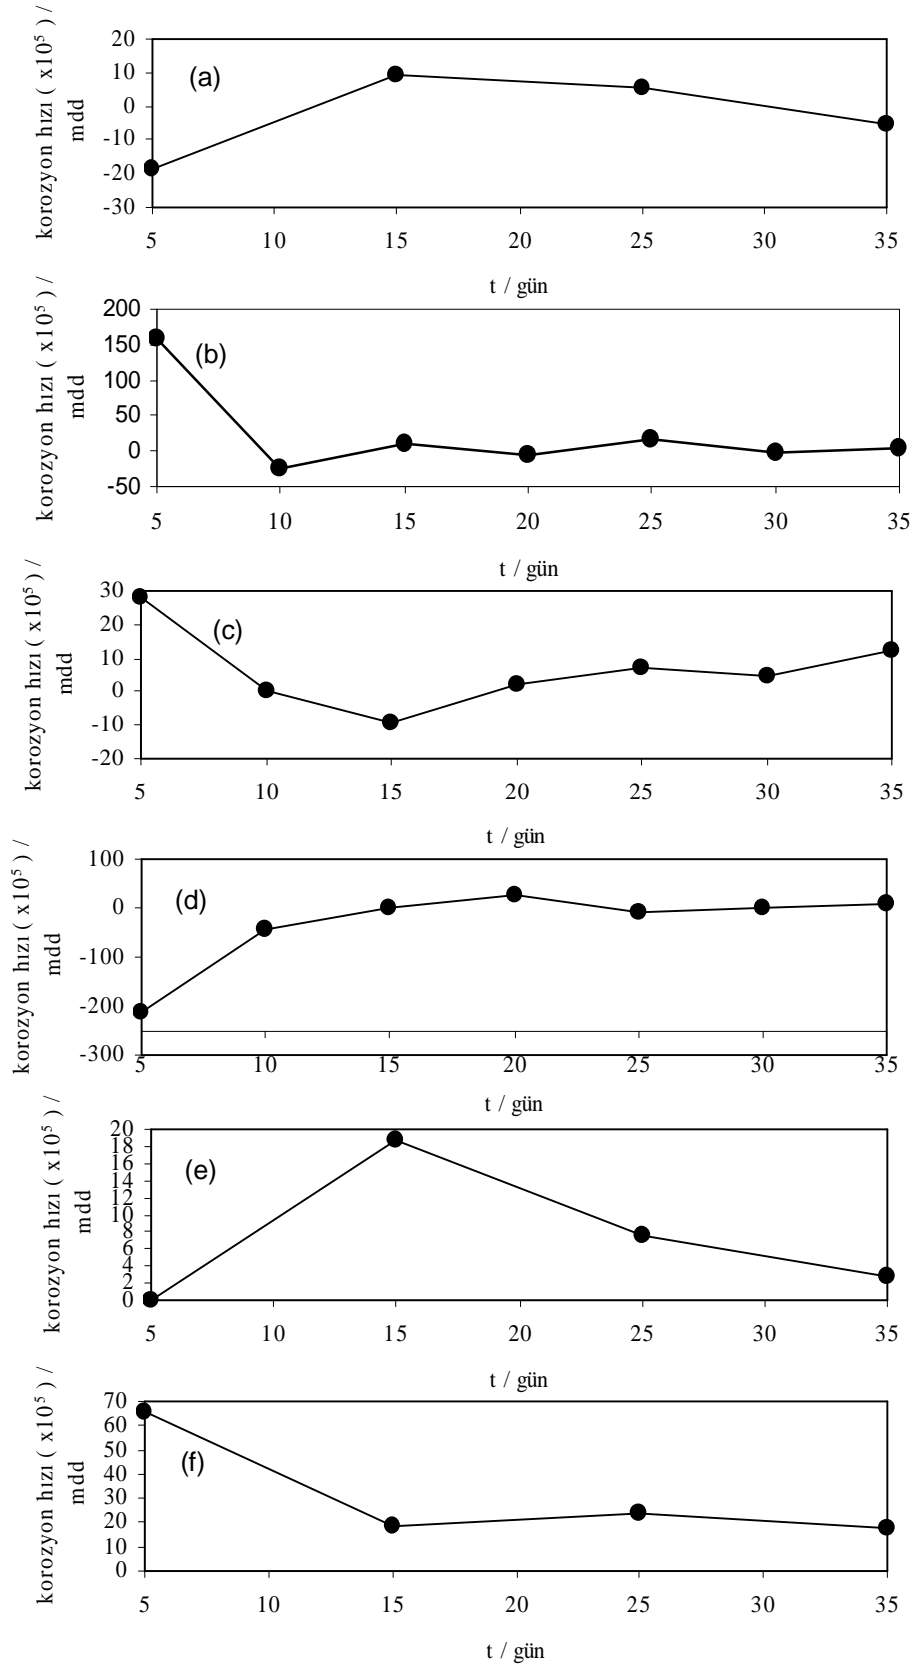 korozyon hızı ( x10⁵ ) /
mdd
20
10
0
-10
-20
-30
(a)
5 10 15 20 25 30 35
t / gün
korozyon hızı ( x10⁵ ) /
mdd
200
150
100
50
0
-50
(b)
5 10 15 20 25 30 35
t / gün
korozyon hızı ( x10⁵ ) /
mdd
30
20
10
0
-10
-20
(c)
5 10 15 20 25 30 35
t / gün
korozyon hızı ( x10⁵ ) /
mdd
100
0
-100
-200
-300
(d)
5 10 15 20 25 30 35
t / gün
korozyon hızı ( x10⁵ ) /
mdd
20
18
16
14
12
10
8
6
4
2
0
(e)
5 10 15 20 25 30 35
t / gün
korozyon hızı ( x10⁵ ) /
mdd
70
60
50
40
30
20
10
0
(f)
5 10 15 20 25 30 35
t / gün